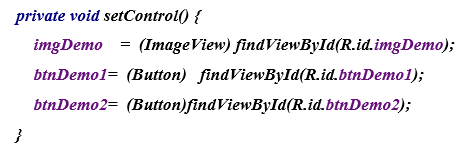 private void setControl() {
imgDemo = (ImageView) findViewById(R.id.imgDemo);
btnDemo1= (Button) findViewById(R.id.btnDemo1);
btnDemo2= (Button)findViewById(R.id.btnDemo2);
}